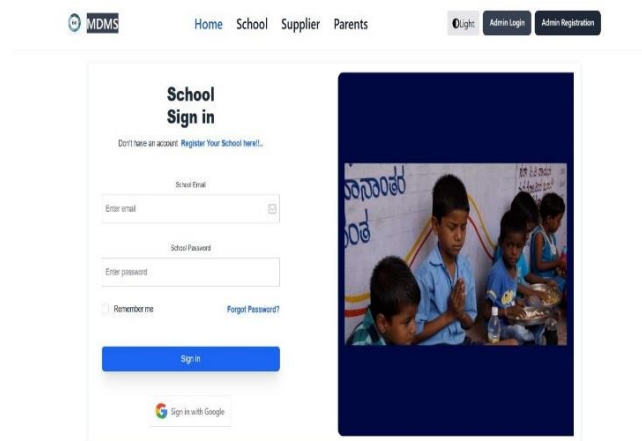 MDMS
Home School Supplier Parents
Light
Admin Login
Admin Registration
School
Sign in
Don't have an account Register Your School here!!..
School Email
Enter email
School Password
Enter password
Remember me
Forgot Password?
Sign In
Sign in with Google